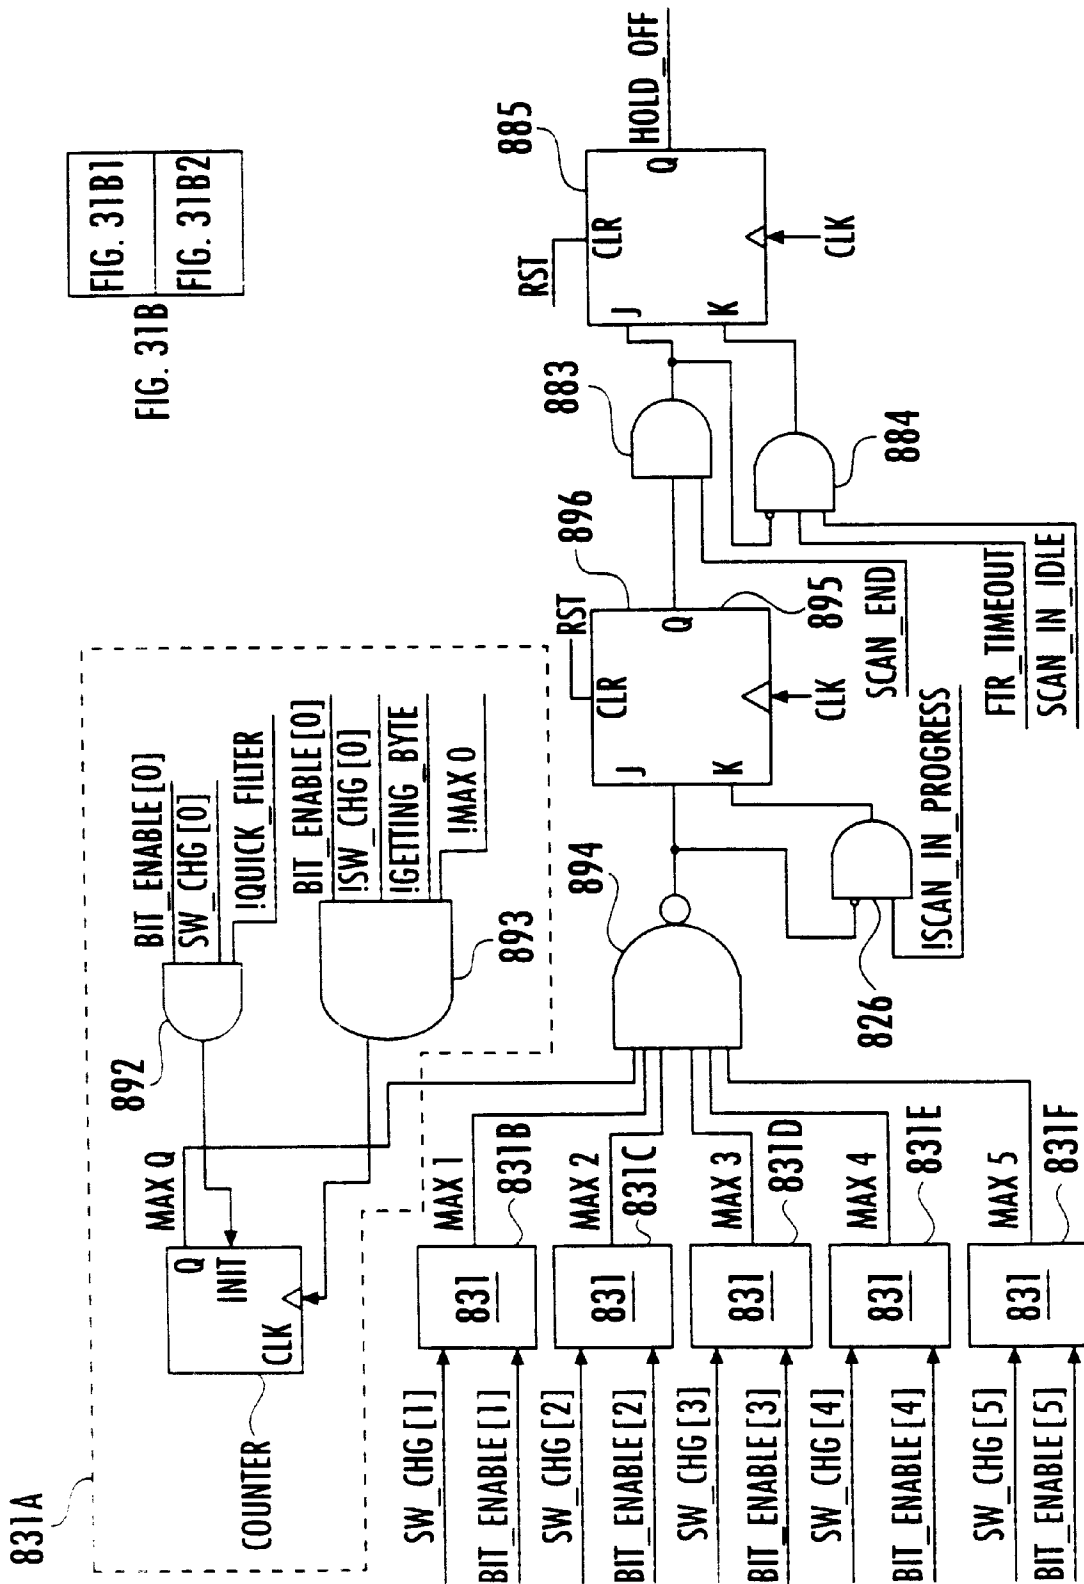 831A
COUNTER
MAX Q
Q
INIT
CLK
892
BIT_ENABLE [0]
SW_CHG [0]
!QUICK_FILTER
BIT_ENABLE [0]
!SW_CHG [0]
!GETTING_BYTE
!MAX 0
893
FIG. 31B
FIG. 31B1
FIG. 31B2
SW_CHG [1]
BIT_ENABLE [1]
831
MAX 1
831B
SW_CHG [2]
BIT_ENABLE [2]
831
MAX 2
831C
SW_CHG [3]
BIT_ENABLE [3]
831
MAX 3
831D
SW_CHG [4]
BIT_ENABLE [4]
831
MAX 4
831E
SW_CHG [5]
BIT_ENABLE [5]
831
MAX 5
831F
894
826
!SCAN_IN_PROGRESS
RST
896
J
CLR
Q
K
895
CLK
883
SCAN_END
884
FTR_TIMEOUT
SCAN_IN_IDLE
RST
885
J
CLR
Q
K
CLK
HOLD_OFF